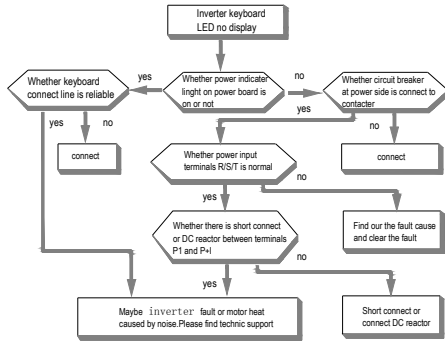 Inverter keyboard
LED no display
yes
no
Whether keyboard
connect line is reliable
Whether power indicater
linght on power board is
on or not
Whether circuit breaker
at power side is connect to
contacter
yes
no
yes
no
connect
Whether power input
terminals R/S/T is normal
connect
yes
no
Whether there is short connect
or DC reactor between terminals
P1 and P+I
Find our the fault cause
and clear the fault
yes
no
Maybe inverter fault or motor heat
caused by noise.Please find technic support
Short connect or
connect DC reactor